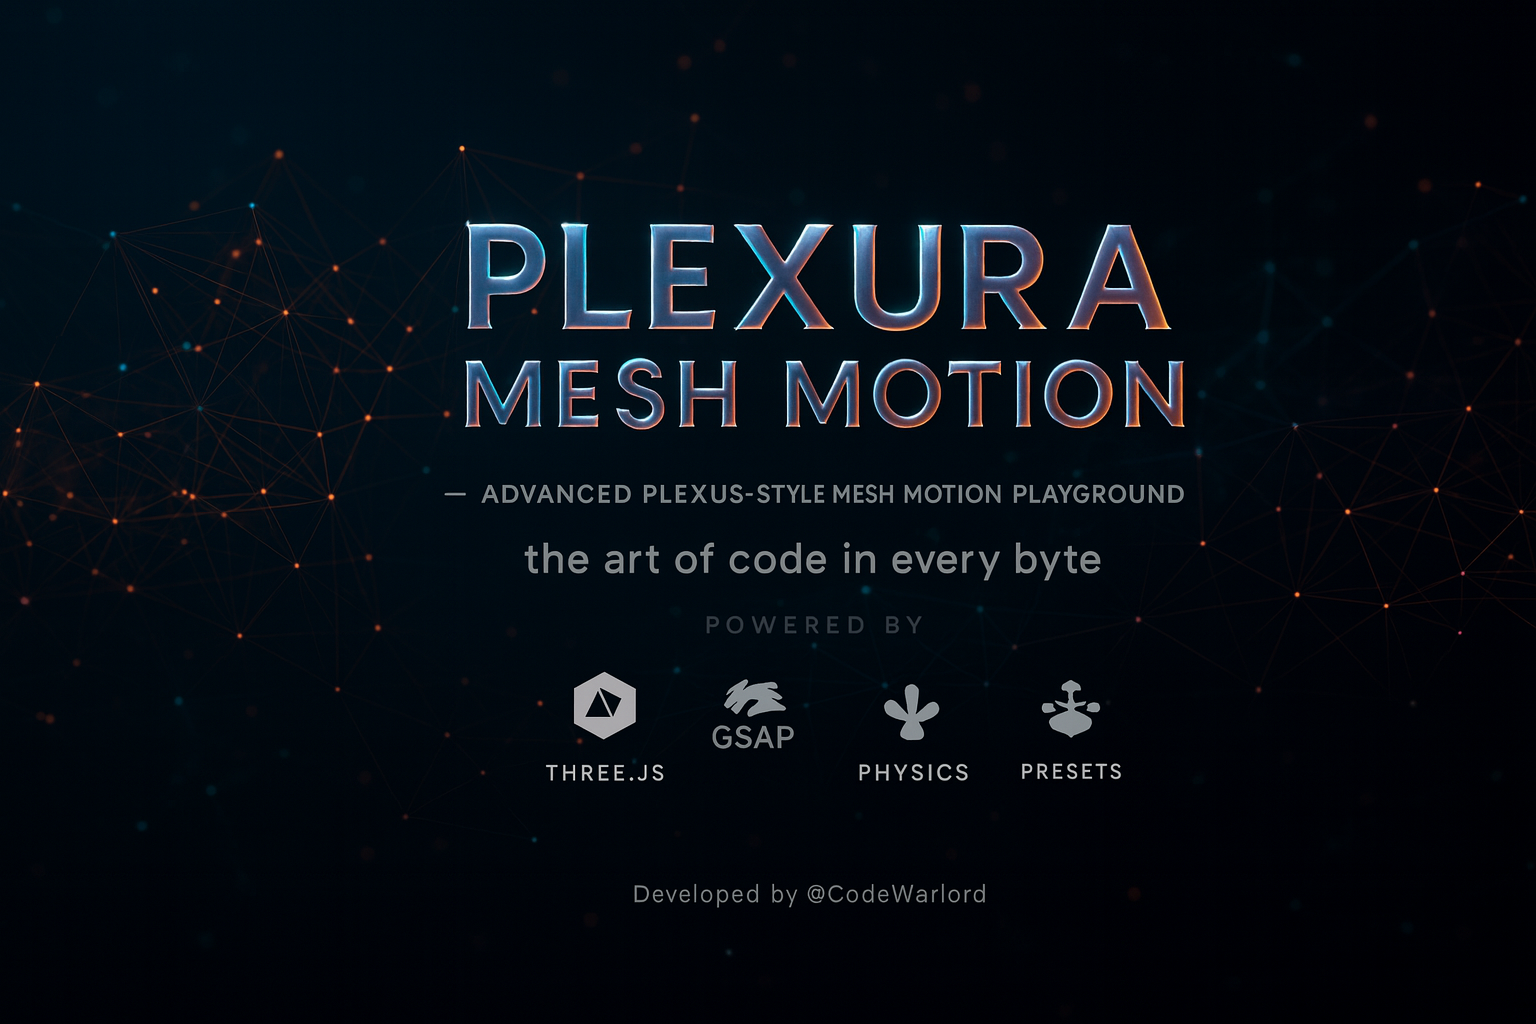 PLEXURA
MESH MOTION
— ADVANCED PLEXUS-STYLE MESH MOTION PLAYGROUND
the art of code in every byte
POWERED BY
GSAP
THREE.JS PHYSICS PRESETS
Developed by @CodeWarlord